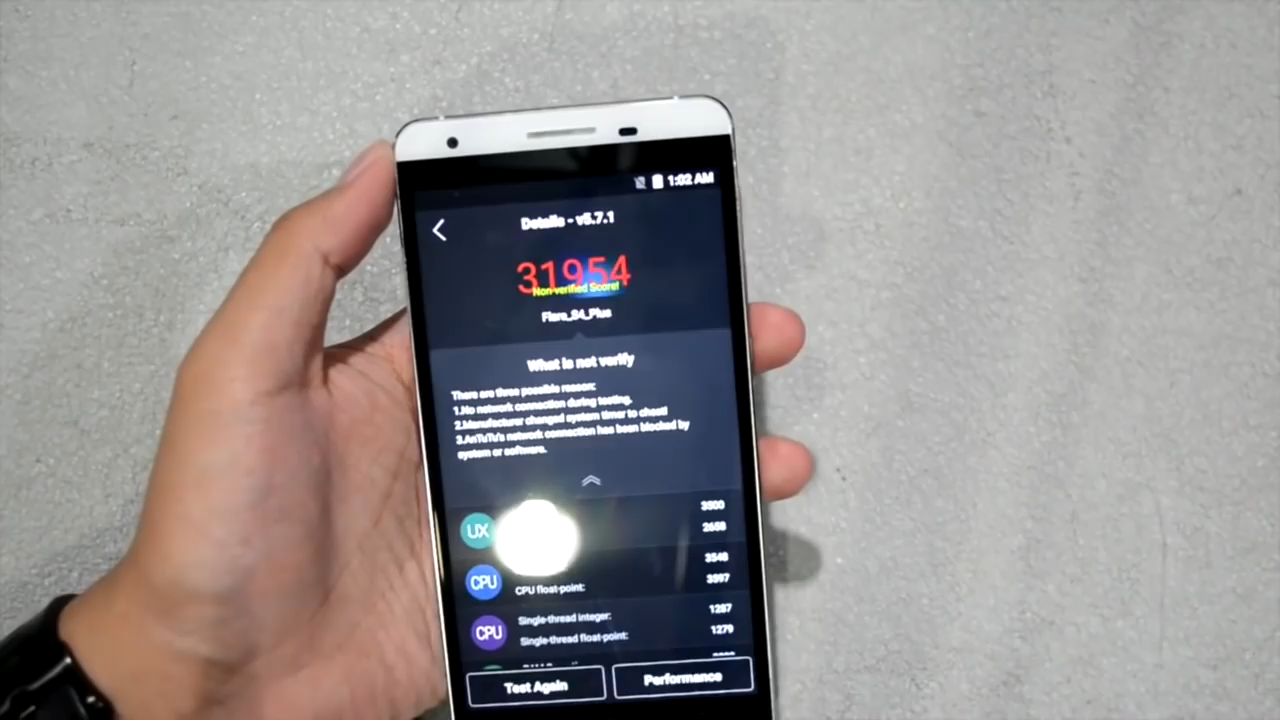 1:02 AM
Details - v5.7.1
31954
Non-verified Score!
Flare_S4_Plus
What is not verify
There are three possible reason:
1.No network connection during testing.
2.Manufacturer changed system timer to cheat!
3.AnTuTu's network connection has been blocked by
system or software.
3500
UX
2658
3548
CPU
CPU float-point:
3597
Single-thread integer:
1287
CPU
Single-thread float-point:
1279
Test Again
Performance